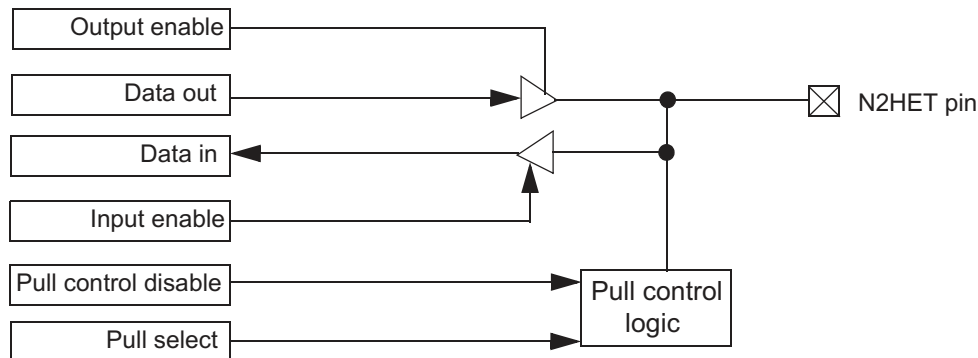 Output enable
Data out
N2HET pin
Data in
Input enable
Pull control disable
Pull control
logic
Pull select